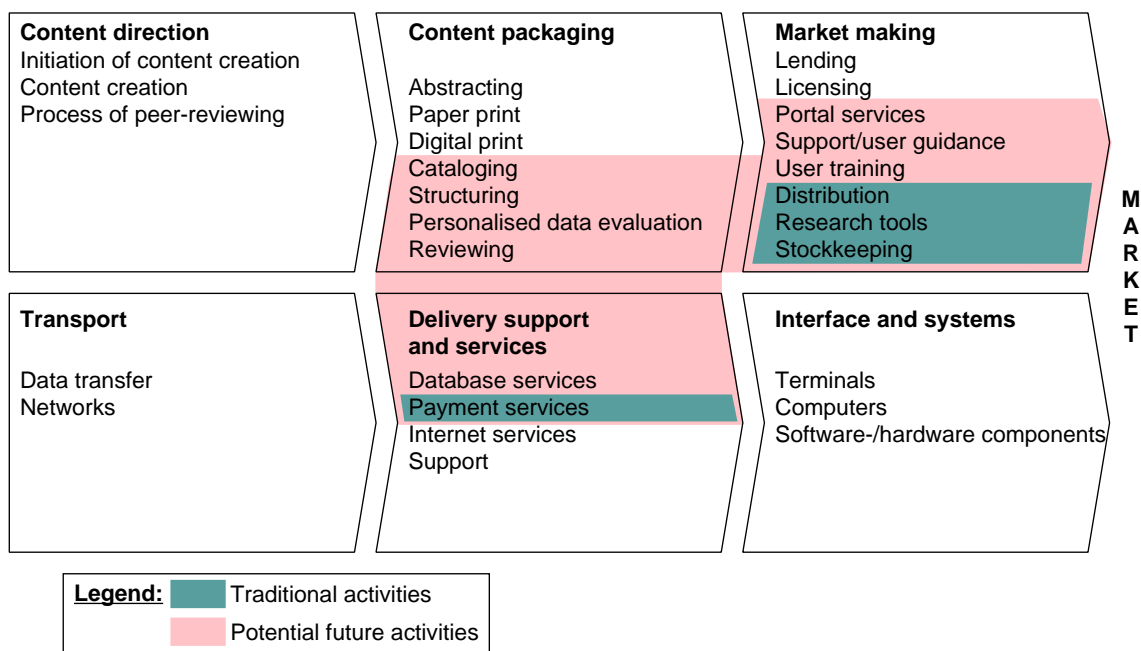 Content direction
Initiation of content creation
Content creation
Process of peer-reviewing
Content packaging
Abstracting
Paper print
Digital print
Cataloging
Structuring
Personalised data evaluation
Reviewing
Market making
Lending
Licensing
Portal services
Support/user guidance
User training
Distribution
Research tools
Stockkeeping
Transport
Data transfer
Networks
Delivery support
and services
Database services
Payment services
Internet services
Support
Interface and systems
Terminals
Computers
Software-/hardware components
M
A
R
K
E
T
Legend:
Traditional activities
Potential future activities